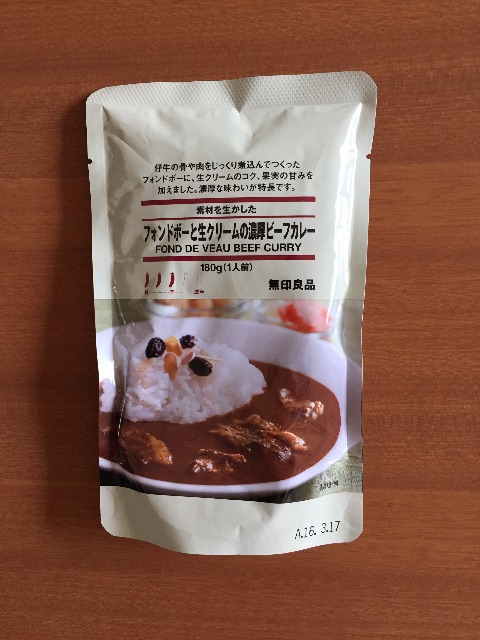 仔牛の骨や肉をじっくり煮込んでつくった
フォンドボーに、生クリームのコク、果実の甘みを
加えました。濃厚な味わいが特長です。
素材を生かした
フォンドボーと生クリームの濃厚ビーフカレー
FOND DE VEAU BEEF CURRY
180g(1人前)
無印良品
A.16. 3.17